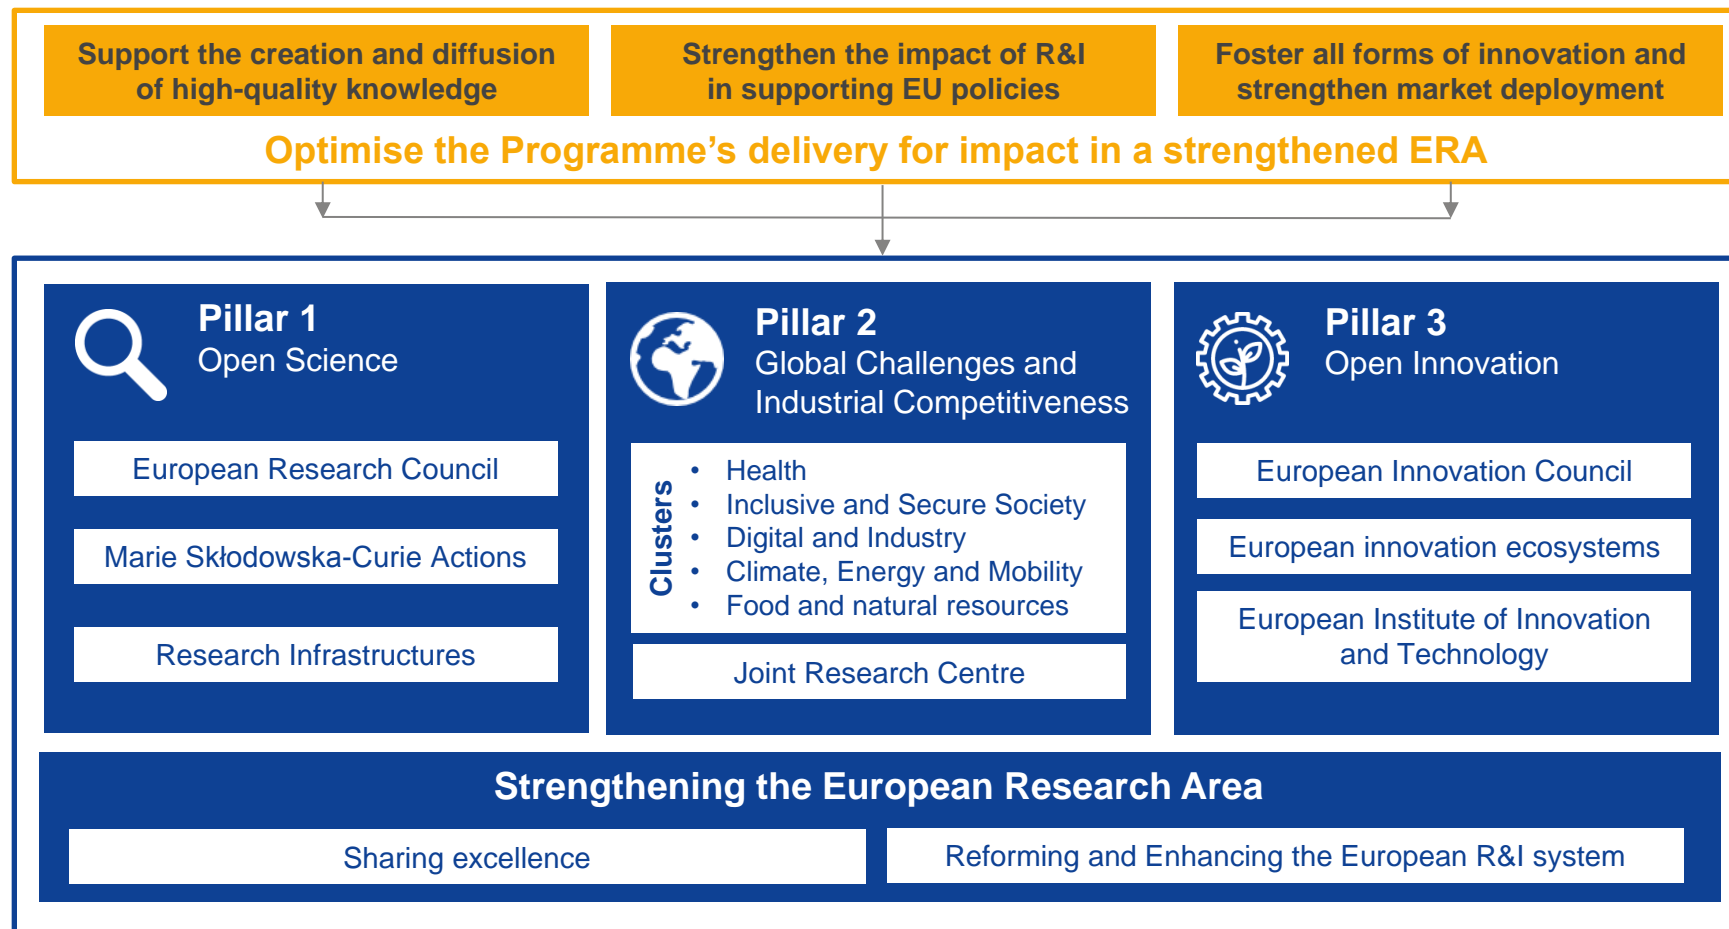 Support the creation and diffusion
of high-quality knowledge
Strengthen the impact of R&I
in supporting EU policies
Foster all forms of innovation and
strengthen market deployment
Optimise the Programme’s delivery for impact in a strengthened ERA
Pillar 1
Open Science
European Research Council
Marie Skłodowska-Curie Actions
Research Infrastructures
Pillar 2
Global Challenges and
Industrial Competitiveness
Clusters
• Health
• Inclusive and Secure Society
• Digital and Industry
• Climate, Energy and Mobility
• Food and natural resources
Joint Research Centre
Pillar 3
Open Innovation
European Innovation Council
European innovation ecosystems
European Institute of Innovation
and Technology
Strengthening the European Research Area
Sharing excellence
Reforming and Enhancing the European R&I system